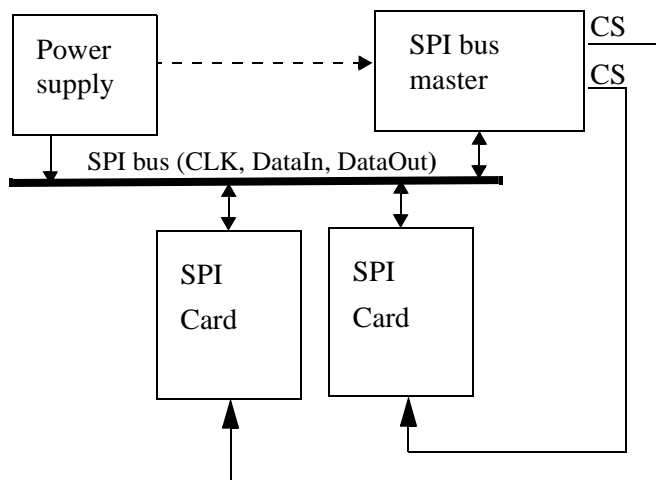 Power
supply
SPI bus
master
CS
CS
SPI bus (CLK, DataIn, DataOut)
SPI
Card
SPI
Card